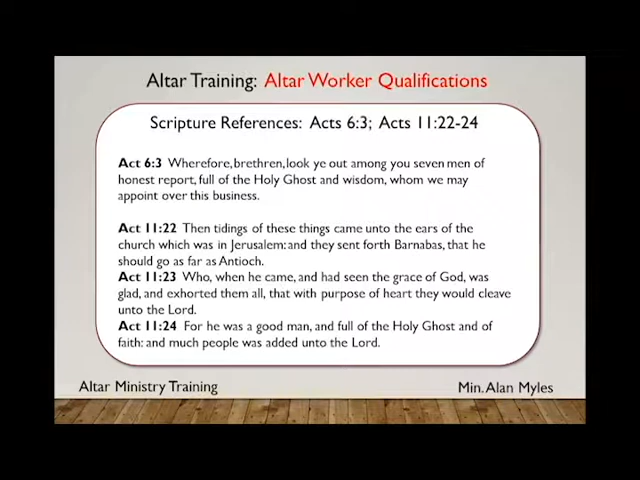 Altar Training: Altar Worker Qualifications
Scripture References: Acts 6:3; Acts 11:22-24
Act 6:3 Wherefore, brethren, look ye out among you seven men of
honest report, full of the Holy Ghost and wisdom, whom we may
appoint over this business.
Act 11:22 Then tidings of these things came unto the ears of the
church which was in Jerusalem: and they sent forth Barnabas, that he
should go as far as Antioch.
Act 11:23 Who, when he came, and had seen the grace of God, was
glad, and exhorted them all, that with purpose of heart they would cleave
unto the Lord.
Act 11:24 For he was a good man, and full of the Holy Ghost and of
faith: and much people was added unto the Lord.
Altar Ministry Training
Min. Alan Myles